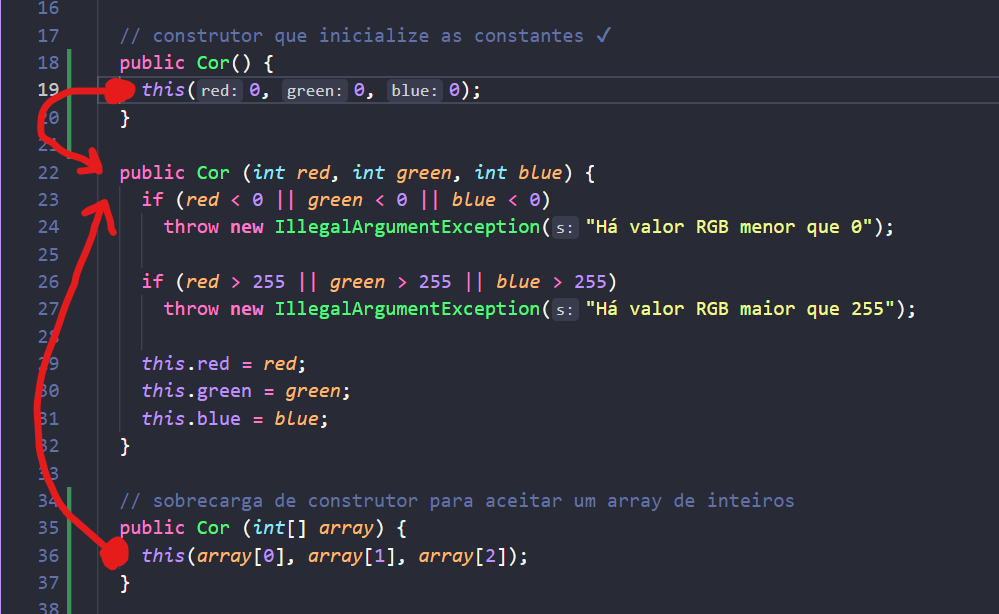 16
17 // construtor que inicialize as constantes ✓
18 public Cor() {
19 this(red: 0, green: 0, blue: 0);
20 }
21
22 public Cor (int red, int green, int blue) {
23 if (red < 0 || green < 0 || blue < 0)
24 throw new IllegalArgumentException(s: "Há valor RGB menor que 0");
25
26 if (red > 255 || green > 255 || blue > 255)
27 throw new IllegalArgumentException(s: "Há valor RGB maior que 255");
28
29 this.red = red;
30 this.green = green;
31 this.blue = blue;
32 }
33
34 // sobrecarga de construtor para aceitar um array de inteiros
35 public Cor (int[] array) {
36 this(array[0], array[1], array[2]);
37 }
38